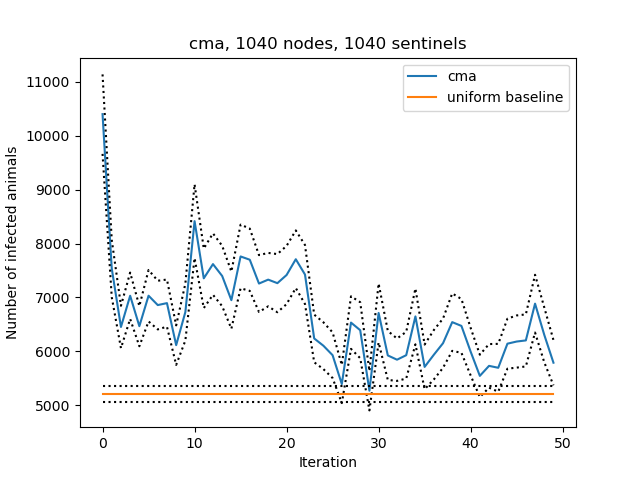 cma, 1040 nodes, 1040 sentinels
cma
uniform baseline
Number of infected animals
11000
10000
9000
8000
7000
6000
5000
0
10
20
30
40
50
Iteration